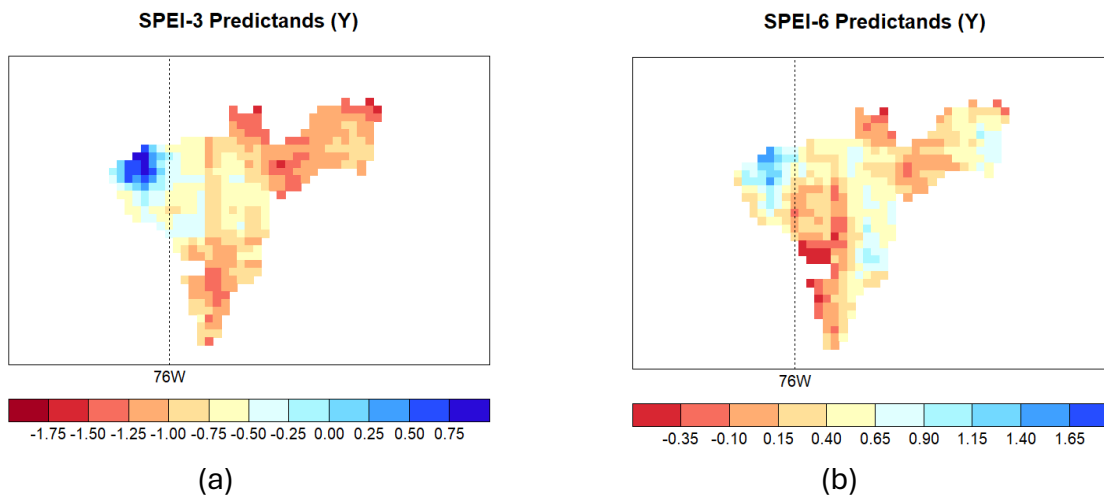 SPEI-3 Predictands (Y)
76W
-1.75 -1.50 -1.25 -1.00 -0.75 -0.50 -0.25 0.00 0.25 0.50 0.75
(a)
SPEI-6 Predictands (Y)
76W
-0.35 -0.10 0.15 0.40 0.65 0.90 1.15 1.40 1.65
(b)